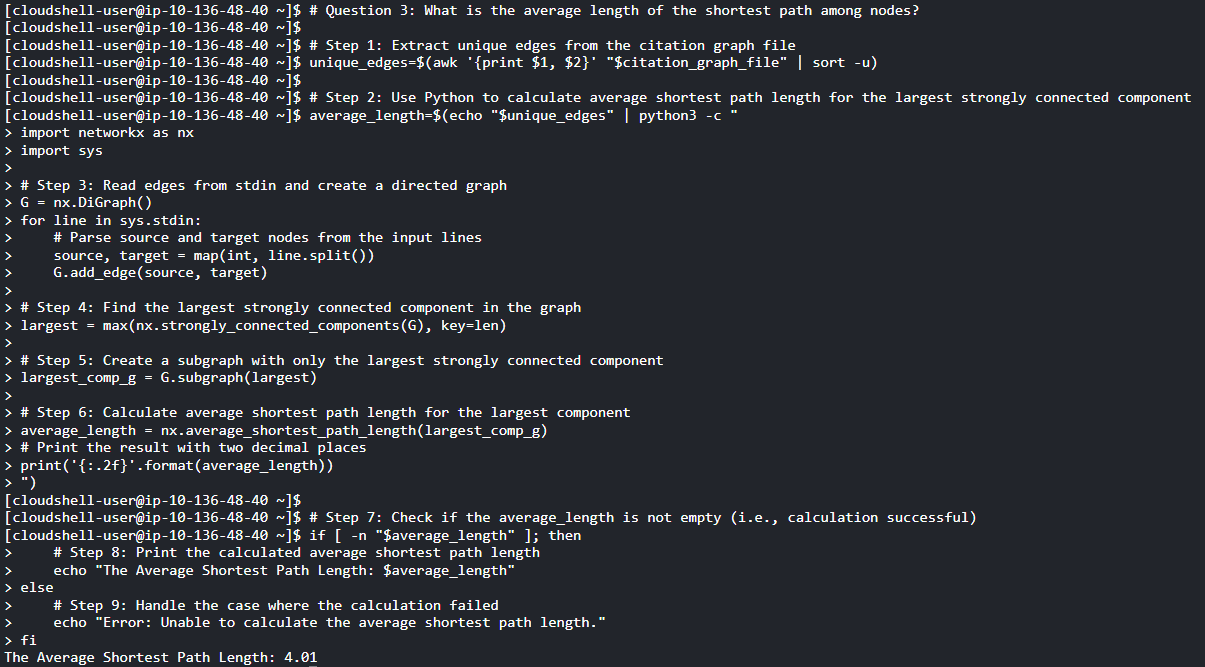 [cloudshell-user@ip-10-136-48-40 ~]$ # Question 3: What is the average length of the shortest path among nodes?
[cloudshell-user@ip-10-136-48-40 ~]$
[cloudshell-user@ip-10-136-48-40 ~]$ # Step 1: Extract unique edges from the citation graph file
[cloudshell-user@ip-10-136-48-40 ~]$ unique_edges=$(awk '{print $1, $2}' "$citation_graph_file" | sort -u)
[cloudshell-user@ip-10-136-48-40 ~]$
[cloudshell-user@ip-10-136-48-40 ~]$ # Step 2: Use Python to calculate average shortest path length for the largest strongly connected component
[cloudshell-user@ip-10-136-48-40 ~]$ average_length=$(echo "$unique_edges" | python3 -c "
> import networkx as nx
> import sys
>
> # Step 3: Read edges from stdin and create a directed graph
> G = nx.DiGraph()
> for line in sys.stdin:
>     # Parse source and target nodes from the input lines
>     source, target = map(int, line.split())
>     G.add_edge(source, target)
>
> # Step 4: Find the largest strongly connected component in the graph
> largest = max(nx.strongly_connected_components(G), key=len)
>
> # Step 5: Create a subgraph with only the largest strongly connected component
> largest_comp_g = G.subgraph(largest)
>
> # Step 6: Calculate average shortest path length for the largest component
> average_length = nx.average_shortest_path_length(largest_comp_g)
> # Print the result with two decimal places
> print('{:.2f}'.format(average_length))
> ")
[cloudshell-user@ip-10-136-48-40 ~]$
[cloudshell-user@ip-10-136-48-40 ~]$ # Step 7: Check if the average_length is not empty (i.e., calculation successful)
[cloudshell-user@ip-10-136-48-40 ~]$ if [ -n "$average_length" ]; then
>     # Step 8: Print the calculated average shortest path length
>     echo "The Average Shortest Path Length: $average_length"
> else
>     # Step 9: Handle the case where the calculation failed
>     echo "Error: Unable to calculate the average shortest path length."
> fi
The Average Shortest Path Length: 4.01